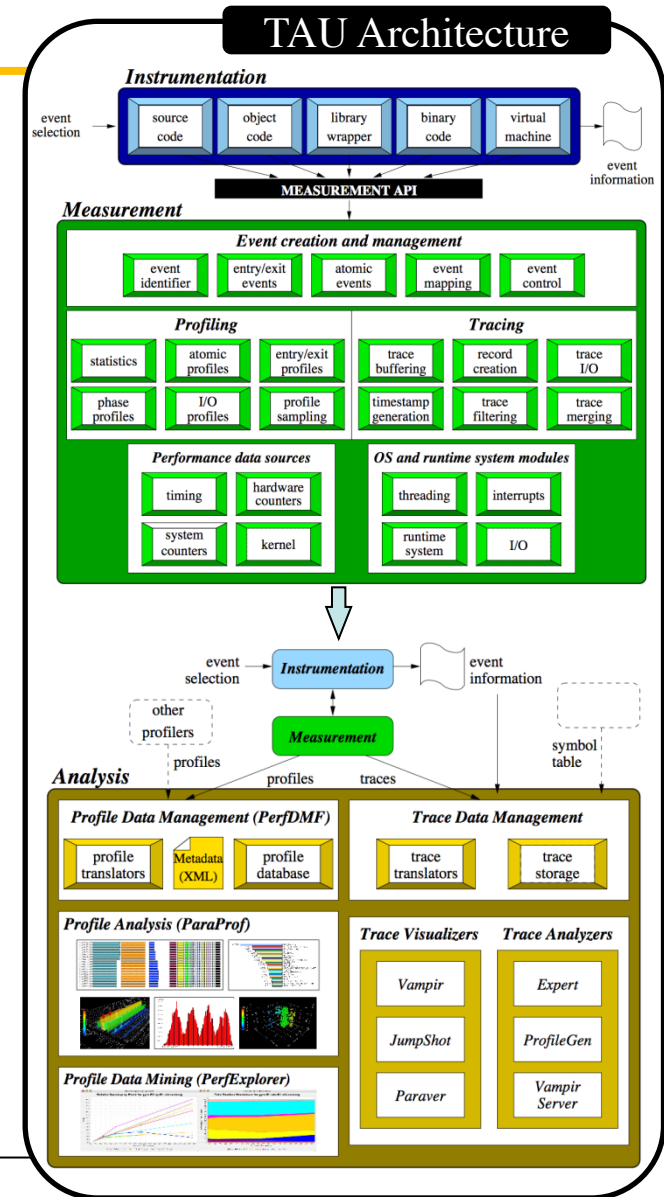 TAU Architecture
Instrumentation
event
selection
source
code
object
code
library
wrapper
binary
code
virtual
machine
event
information
MEASUREMENT API
Measurement
Event creation and management
event
identifier
entry/exit
events
atomic
events
event
mapping
event
control
Profiling
statistics
atomic
profiles
entry/exit
profiles
phase
profiles
I/O
profiles
profile
sampling
Tracing
trace
buffering
record
creation
trace
I/O
timestamp
generation
trace
filtering
trace
merging
Performance data sources
timing
hardware
counters
system
counters
kernel
OS and runtime system modules
threading
interrupts
runtime
system
I/O
event
selection
Instrumentation
event
information
other
profilers
Measurement
symbol
table
profiles
profiles
traces
Analysis
Profile Data Management (PerfDMF)
profile
translators
Metadata
(XML)
profile
database
Trace Data Management
trace
translators
trace
storage
Profile Analysis (ParaProf)
Profile Data Mining (PerfExplorer)
Trace Visualizers
Vampir
JumpShot
Paraver
Trace Analyzers
Expert
ProfileGen
Vampir
Server